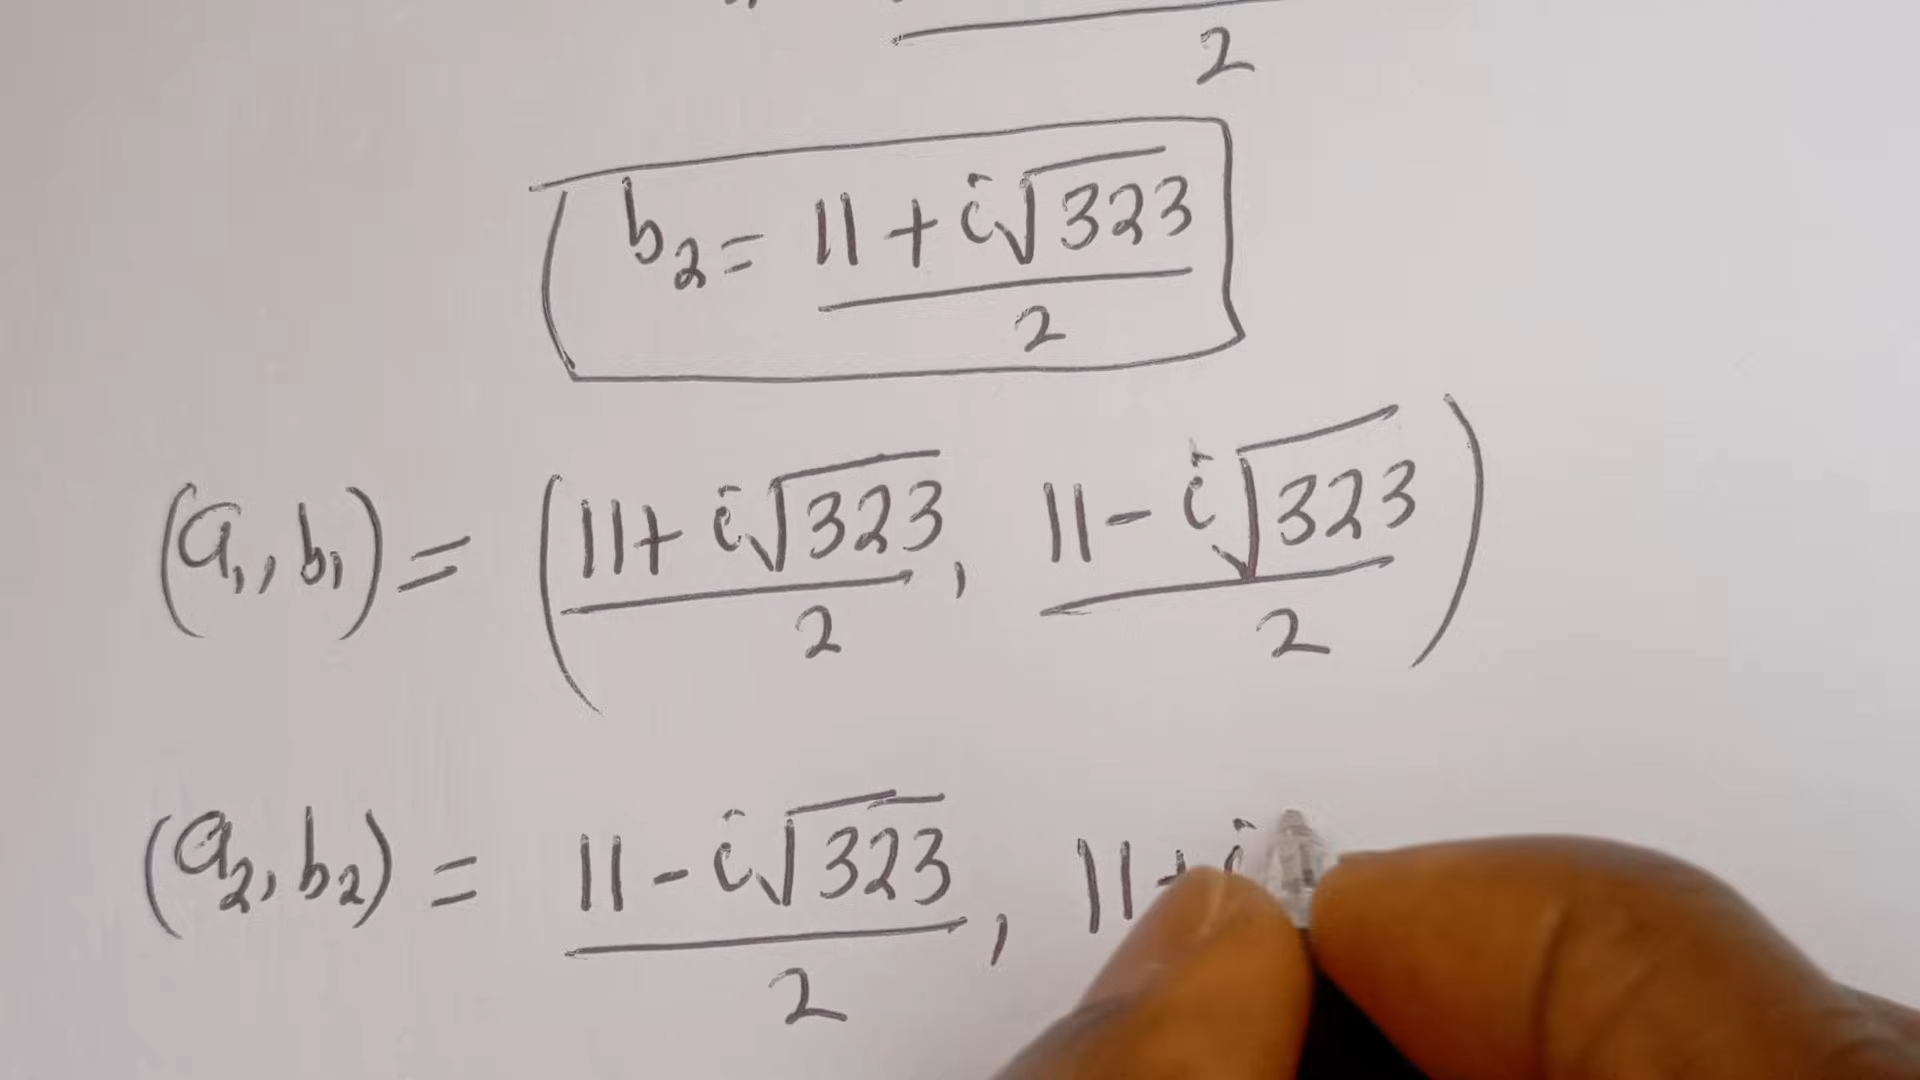 2
b₂ = (11 + i√323)/2
(a₁, b₁) = ((11 + i√323)/2, (11 - i√323)/2)
(a₂, b₂) = (11 - i√323)/2, 11 + i